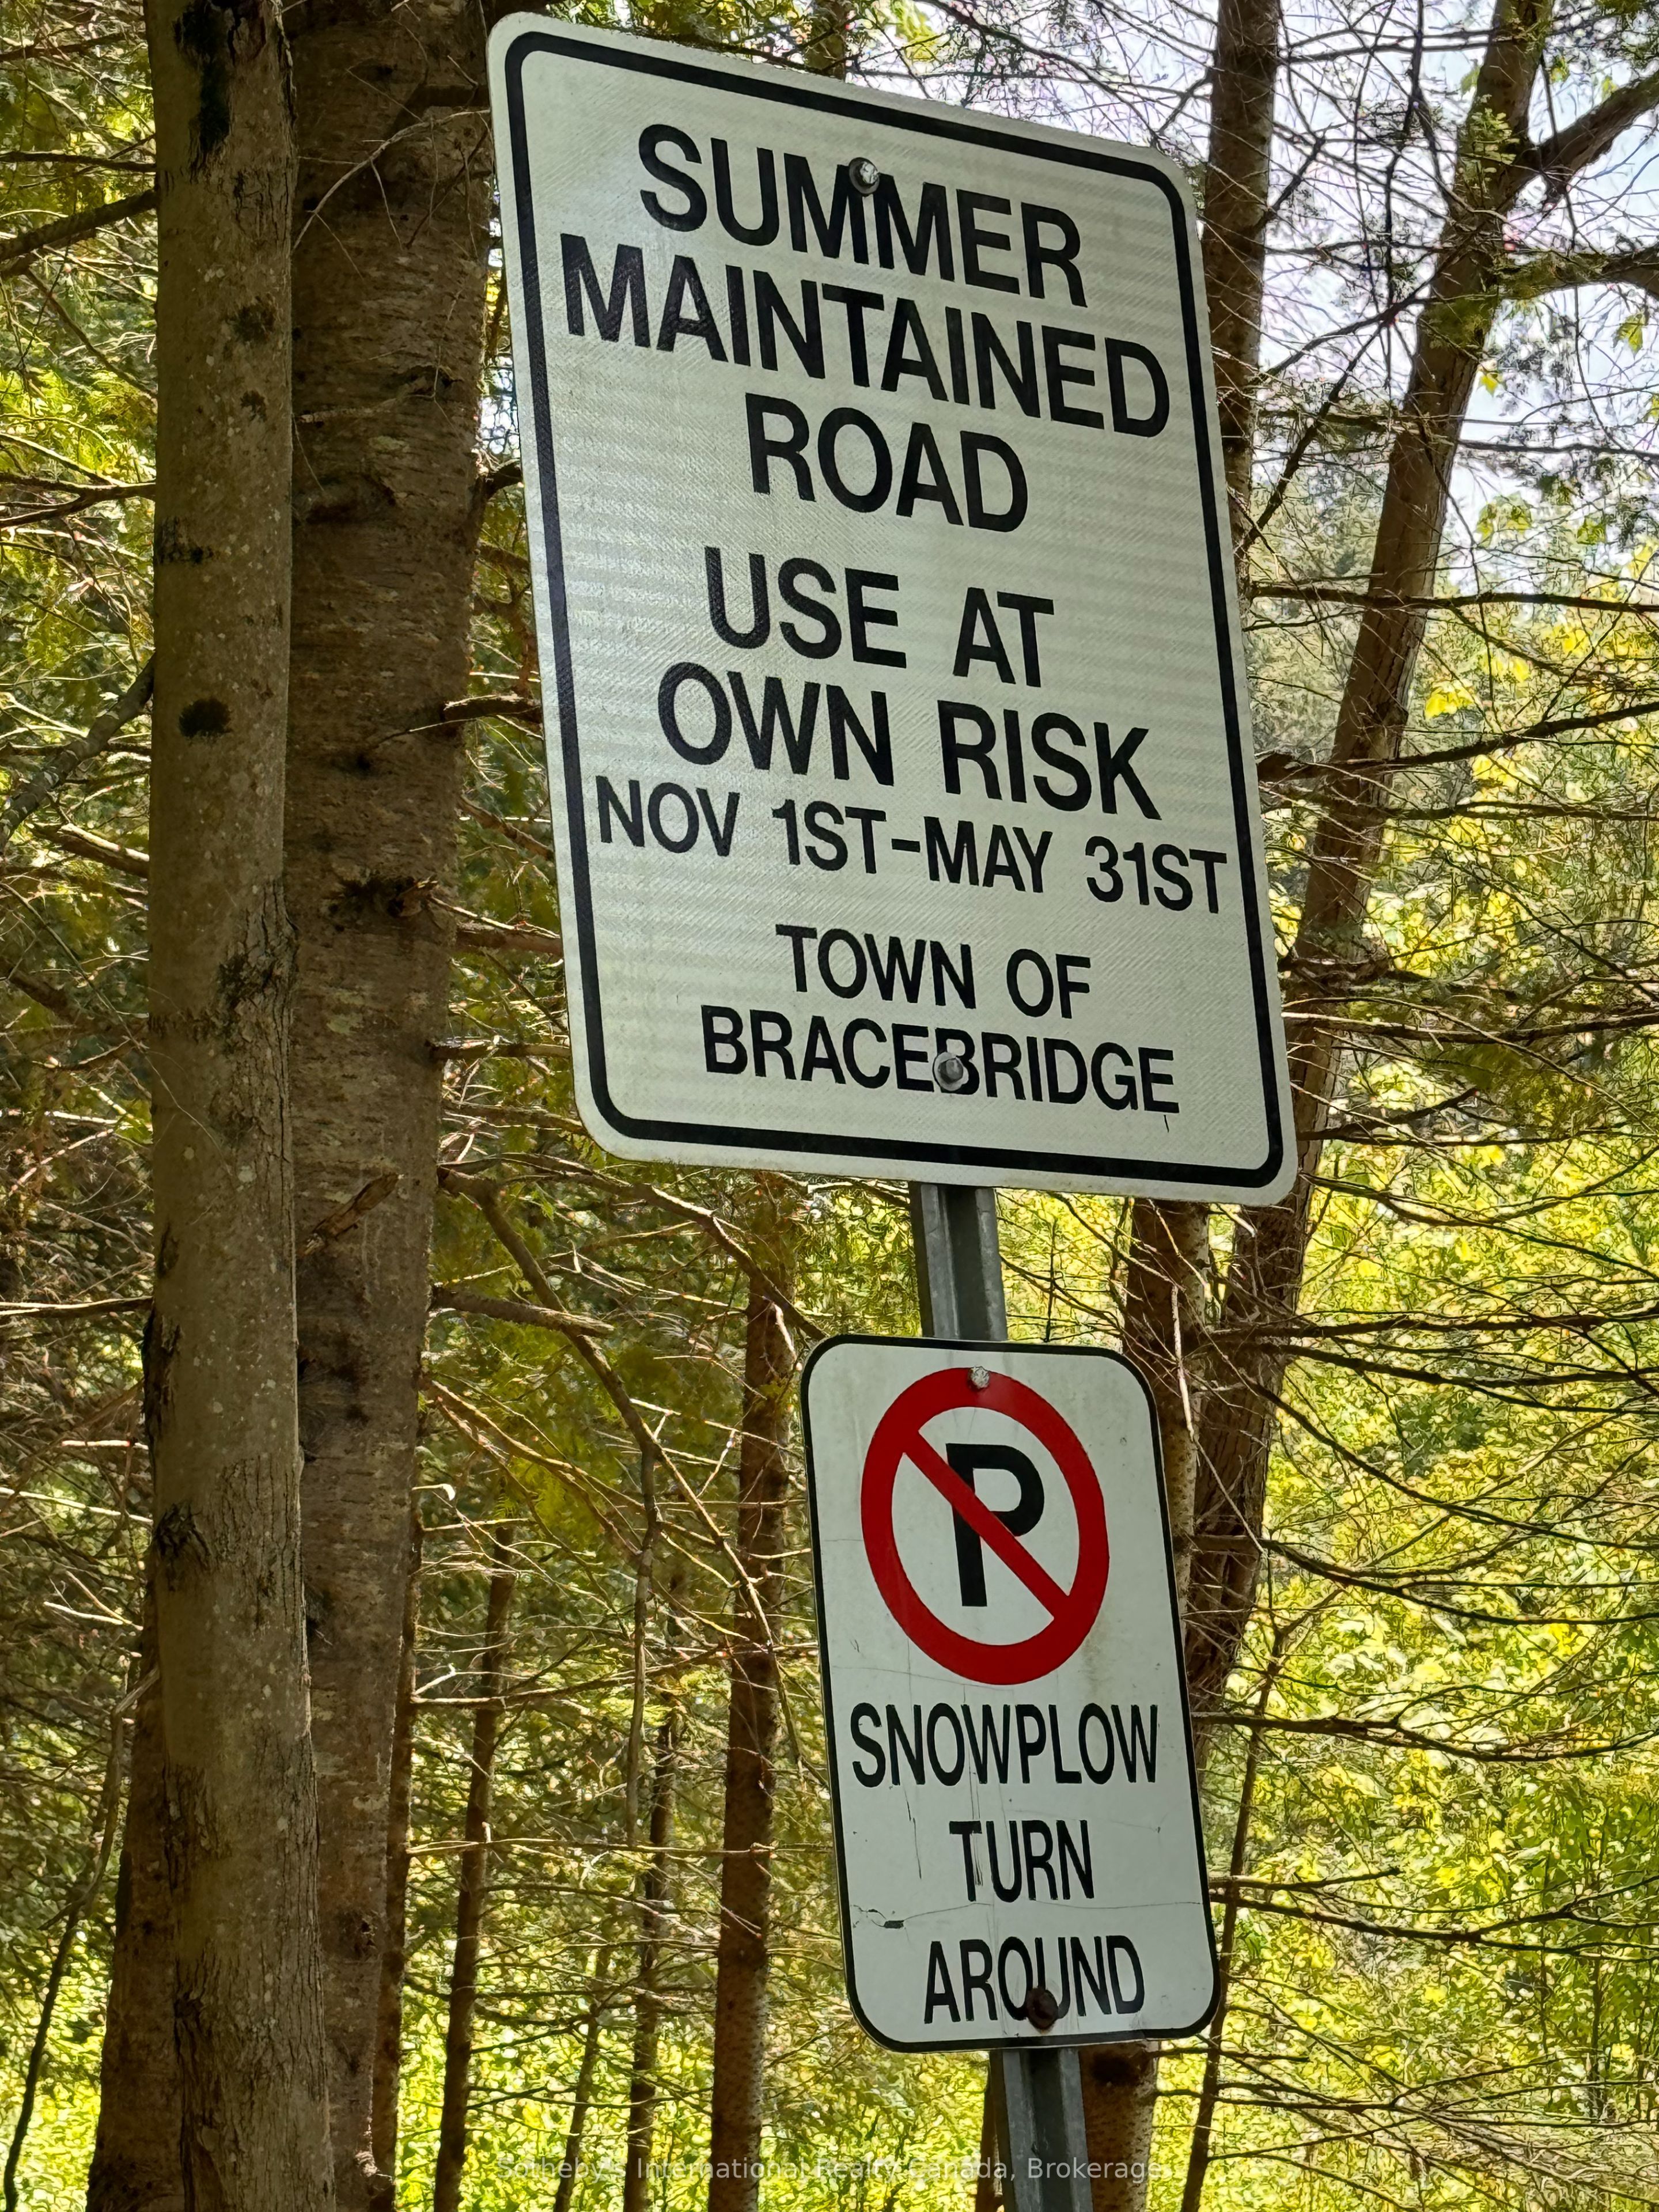 SUMMER
MAINTAINED
ROAD
USE AT
OWN RISK
NOV 1ST-MAY 31ST
TOWN OF
BRACEBRIDGE
P
SNOWPLOW
TURN
AROUND
Sotheby's International Realty Canada, Brokerage